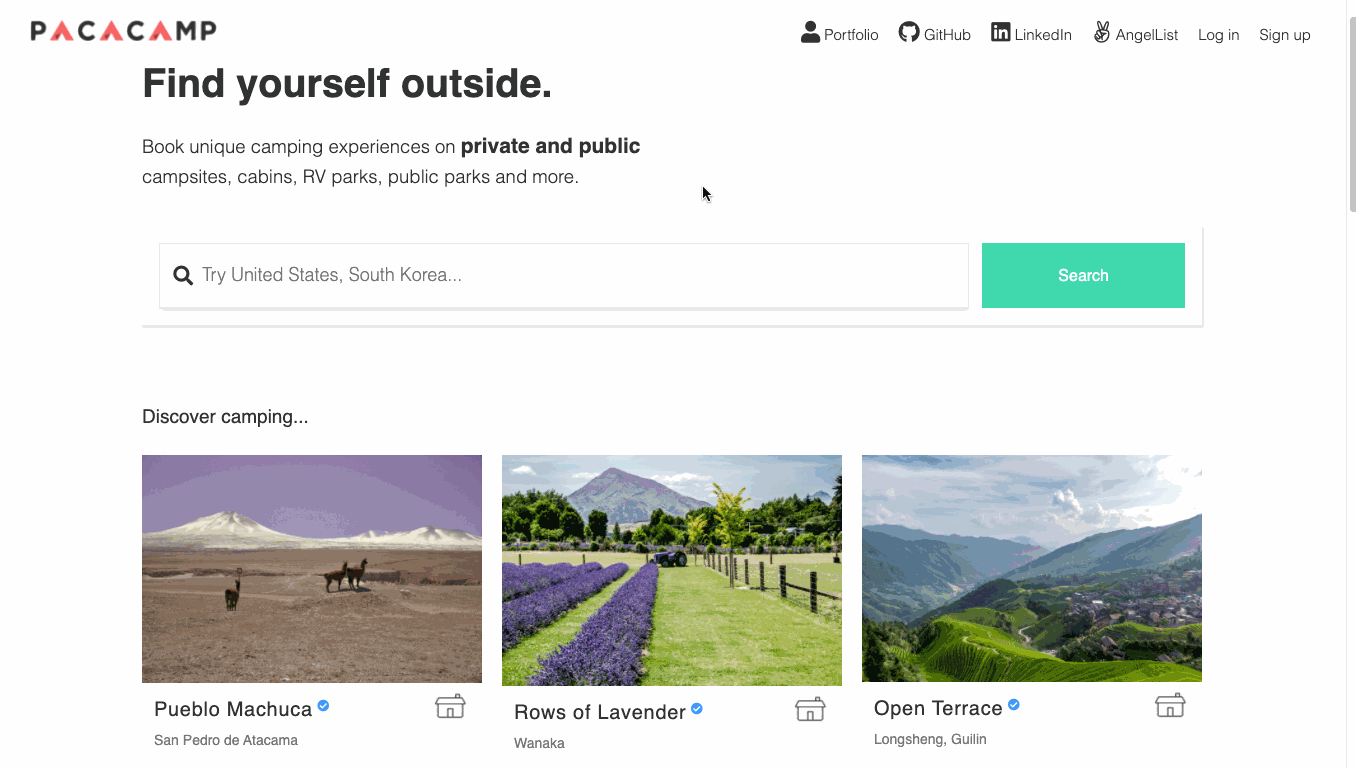 PACACAMP
Portfolio GitHub LinkedIn AngelList Log in Sign up
Find yourself outside.
Book unique camping experiences on private and public
campsites, cabins, RV parks, public parks and more.
Try United States, South Korea...
Search
Discover camping...
Pueblo Machuca
San Pedro de Atacama
Rows of Lavender
Wanaka
Open Terrace
Longsheng, Guilin